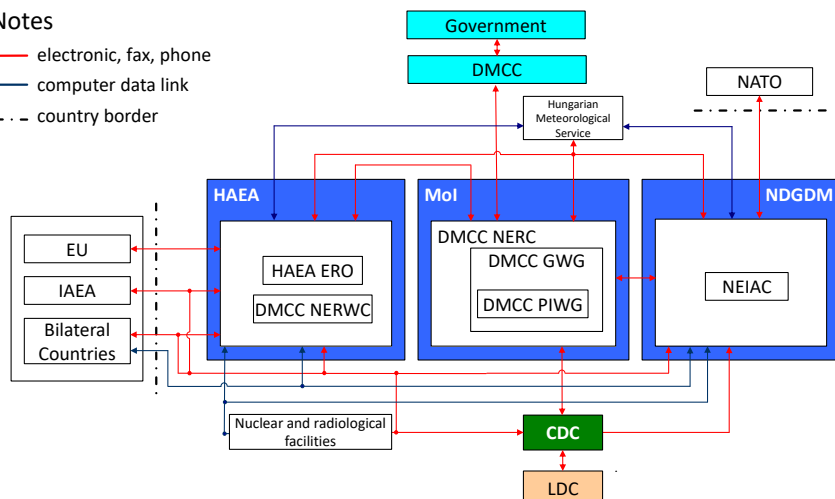 Notes
electronic, fax, phone
computer data link
country border
Government
DMCC
NATO
Hungarian
Meteorological
Service
HAEA
MoI
NDGDM
EU
IAEA
Bilateral
Countries
HAEA ERO
DMCC NERWC
DMCC NERC
DMCC GWG
DMCC PIWG
NEIAC
Nuclear and radiological
facilities
CDC
LDC